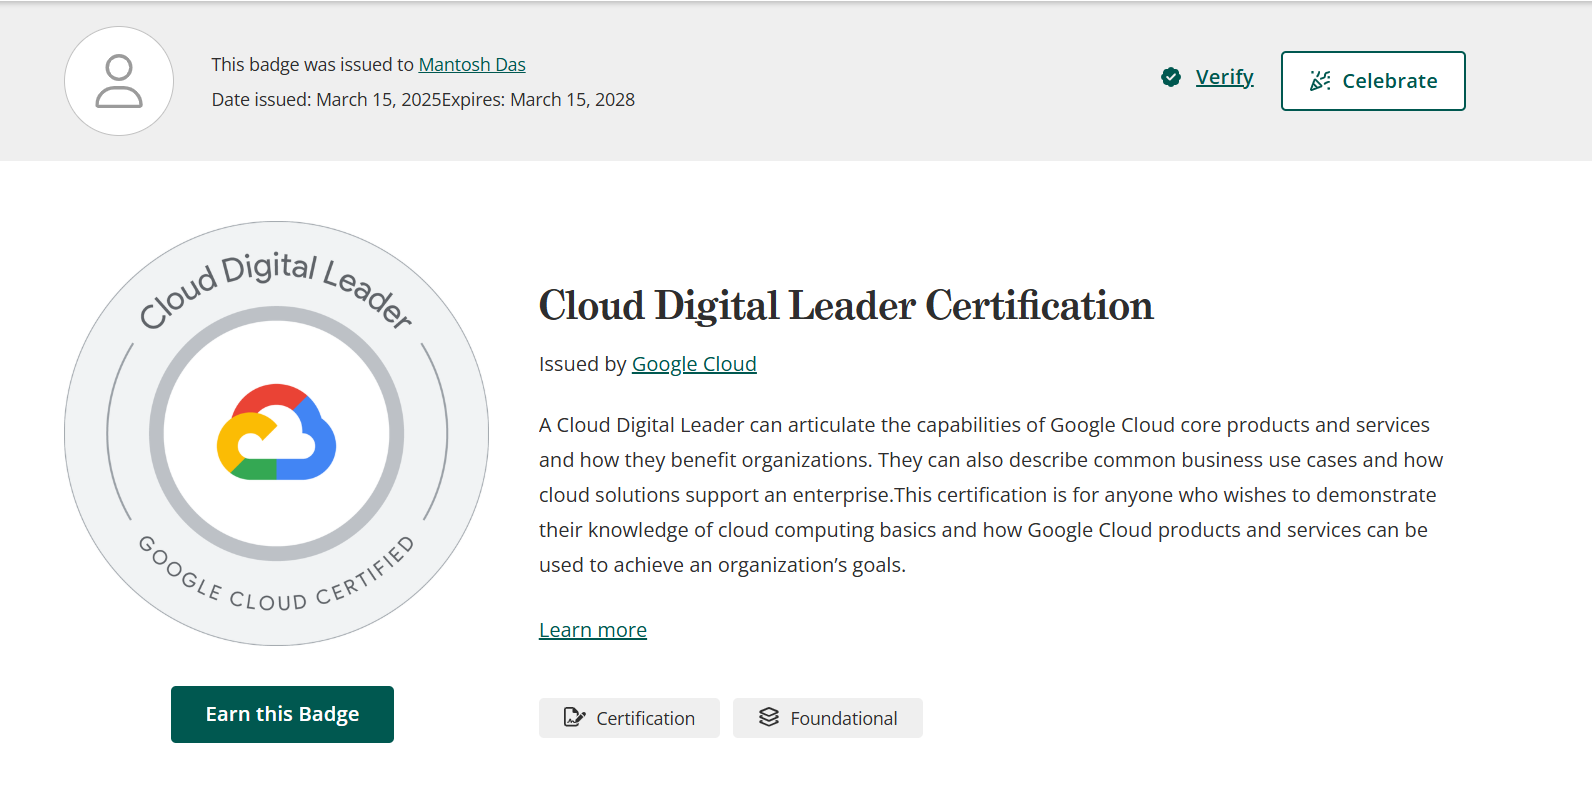 This badge was issued to Mantosh Das
Date issued: March 15, 2025Expires: March 15, 2028
Verify
Celebrate
Cloud Digital Leader
GOOGLE CLOUD CERTIFIED
Earn this Badge
Cloud Digital Leader Certification
Issued by Google Cloud
A Cloud Digital Leader can articulate the capabilities of Google Cloud core products and services
and how they benefit organizations. They can also describe common business use cases and how
cloud solutions support an enterprise.This certification is for anyone who wishes to demonstrate
their knowledge of cloud computing basics and how Google Cloud products and services can be
used to achieve an organization’s goals.
Learn more
Certification
Foundational